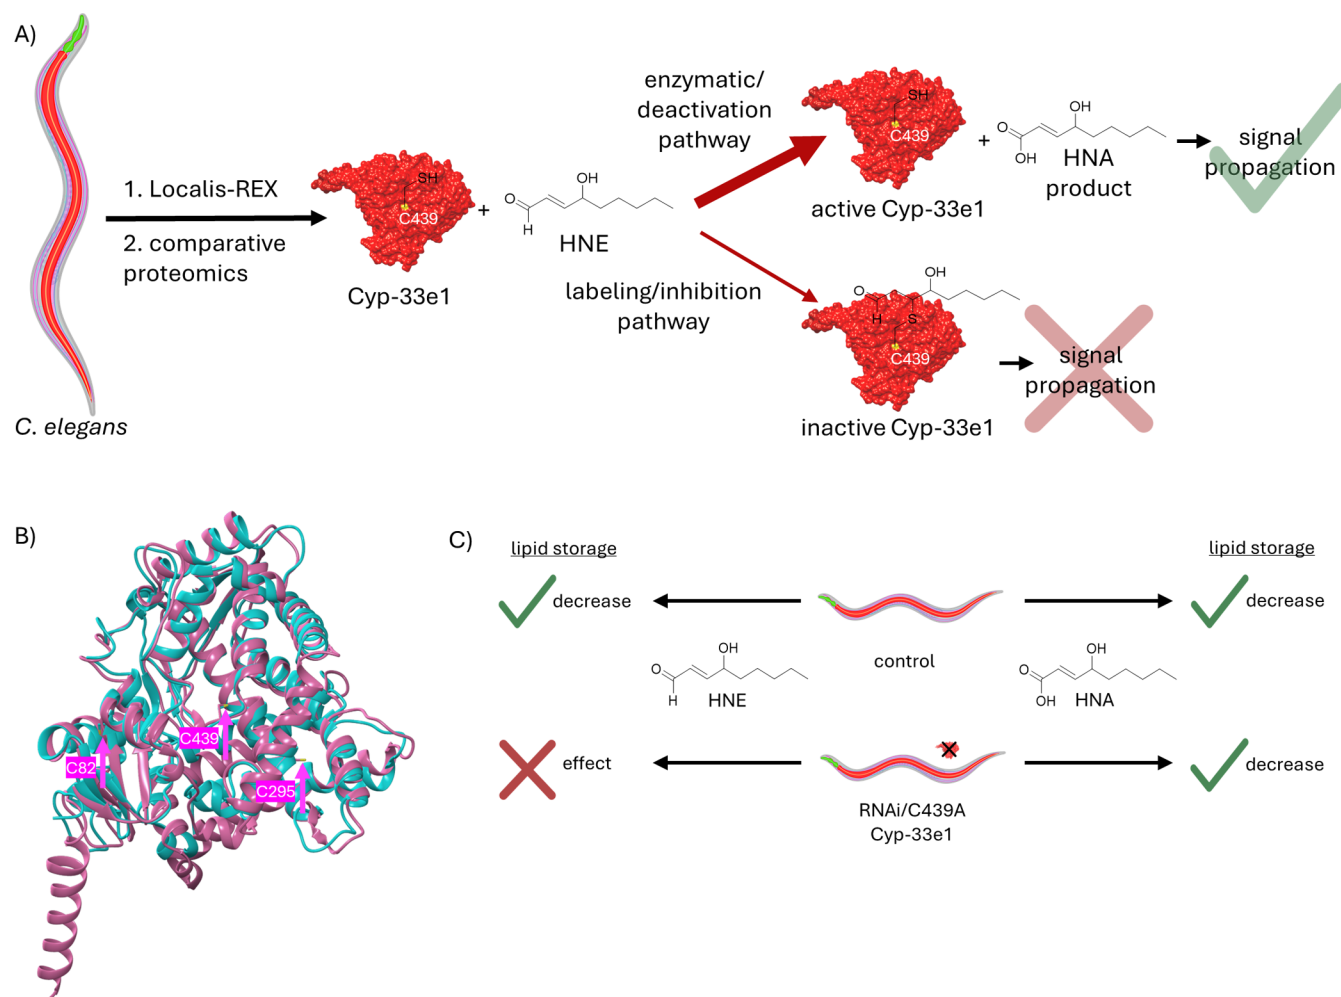 A)
C. elegans
1. Localis-REX
2. comparative
proteomics
SH
C439
Cyp-33e1
+
OH
O
H
HNE
enzymatic/
deactivation
pathway
labeling/inhibition
pathway
SH
C439
active Cyp-33e1
+
OH
O
OH
HNA
product
signal
propagation
OH
O
H
S
C439
inactive Cyp-33e1
signal
propagation
B)
C82
C439
C295
C)
lipid storage
decrease
lipid storage
decrease
control
OH
O
H
HNE
OH
O
OH
HNA
effect
decrease
RNAi/C439A
Cyp-33e1